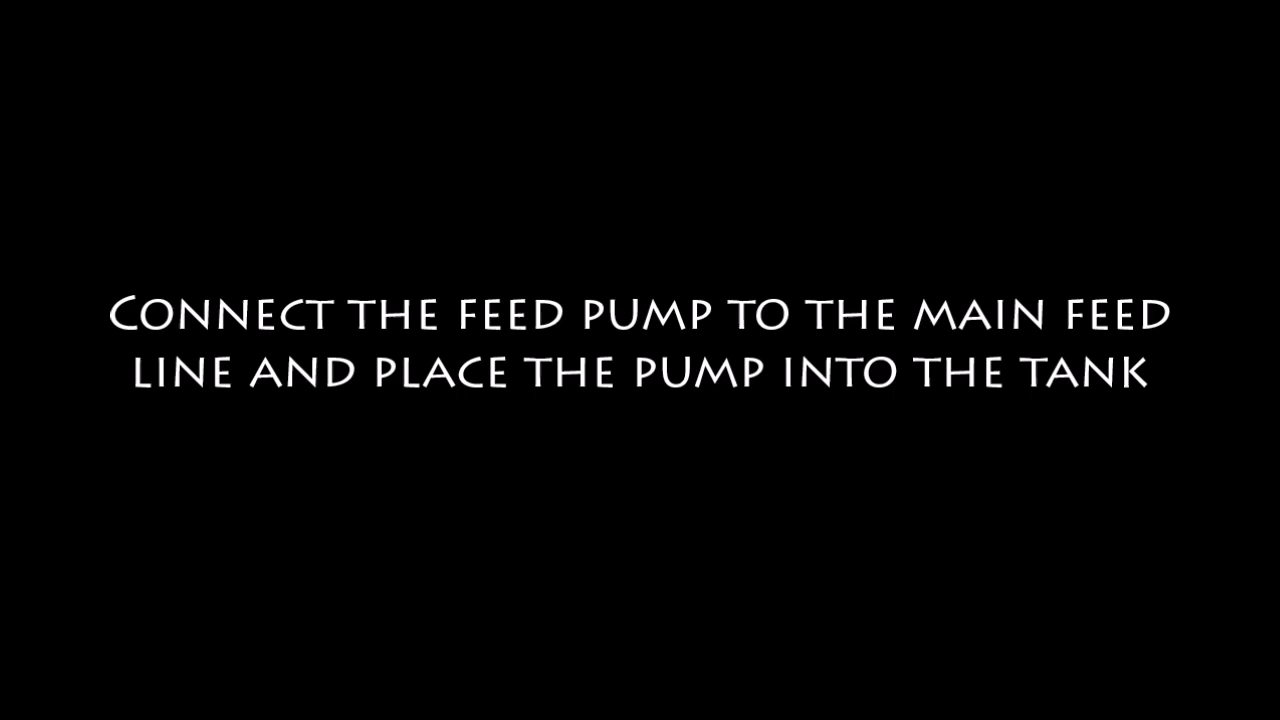 Connect the feed pump to the main feed
line and place the pump into the tank